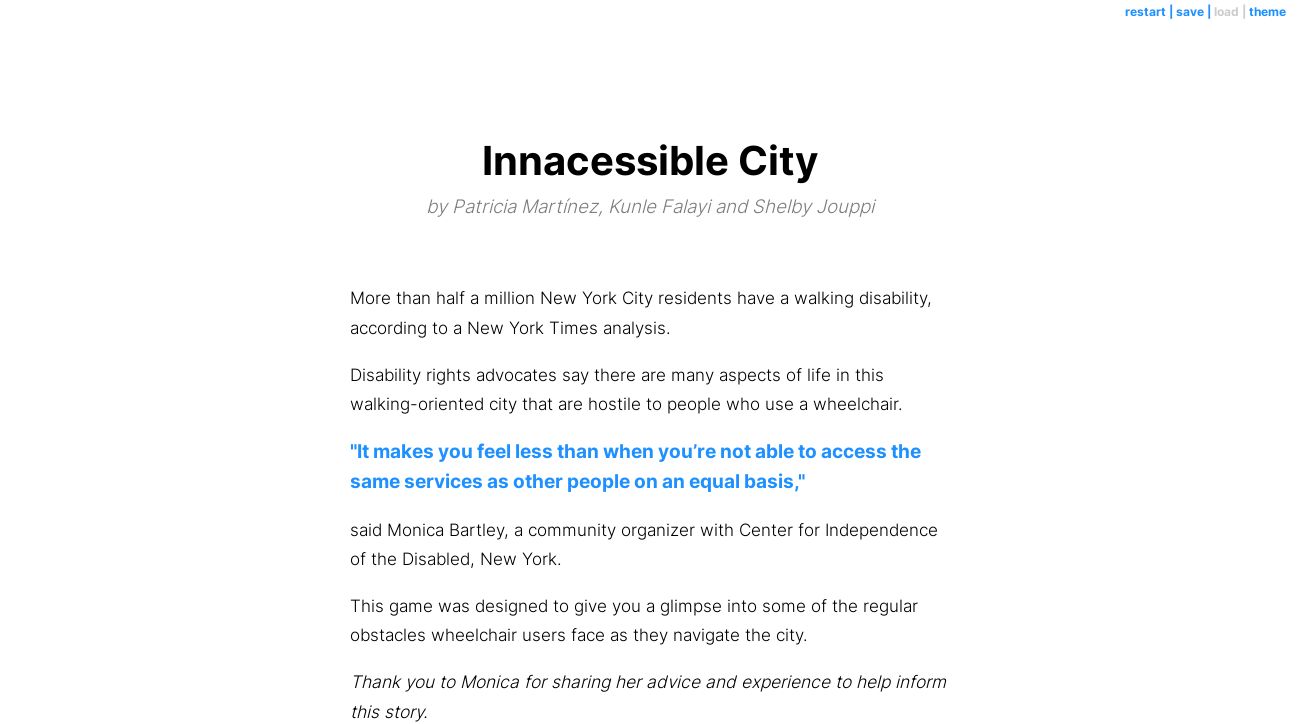 restart | save | load | theme
Innacessible City
by Patricia Martínez, Kunle Falayi and Shelby Jouppi
More than half a million New York City residents have a walking disability,
according to a New York Times analysis.
Disability rights advocates say there are many aspects of life in this
walking-oriented city that are hostile to people who use a wheelchair.
"It makes you feel less than when you’re not able to access the
same services as other people on an equal basis,"
said Monica Bartley, a community organizer with Center for Independence
of the Disabled, New York.
This game was designed to give you a glimpse into some of the regular
obstacles wheelchair users face as they navigate the city.
Thank you to Monica for sharing her advice and experience to help inform
this story.